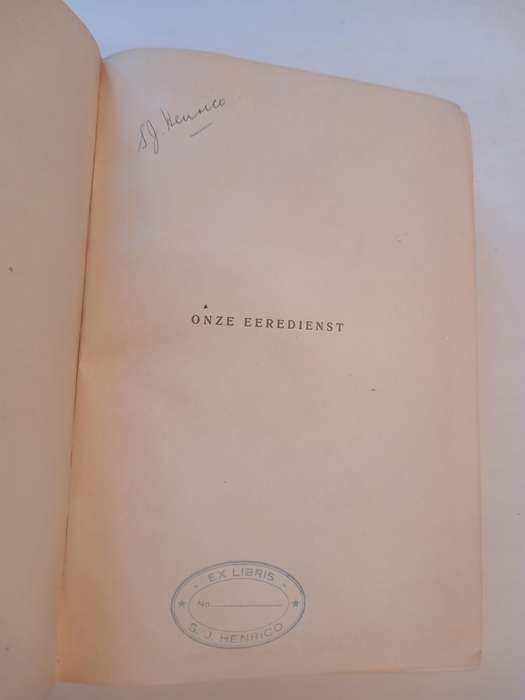 S.J. Henrico
ONZE EEREDIENST
EX LIBRIS
No.
S. J. HENRICO